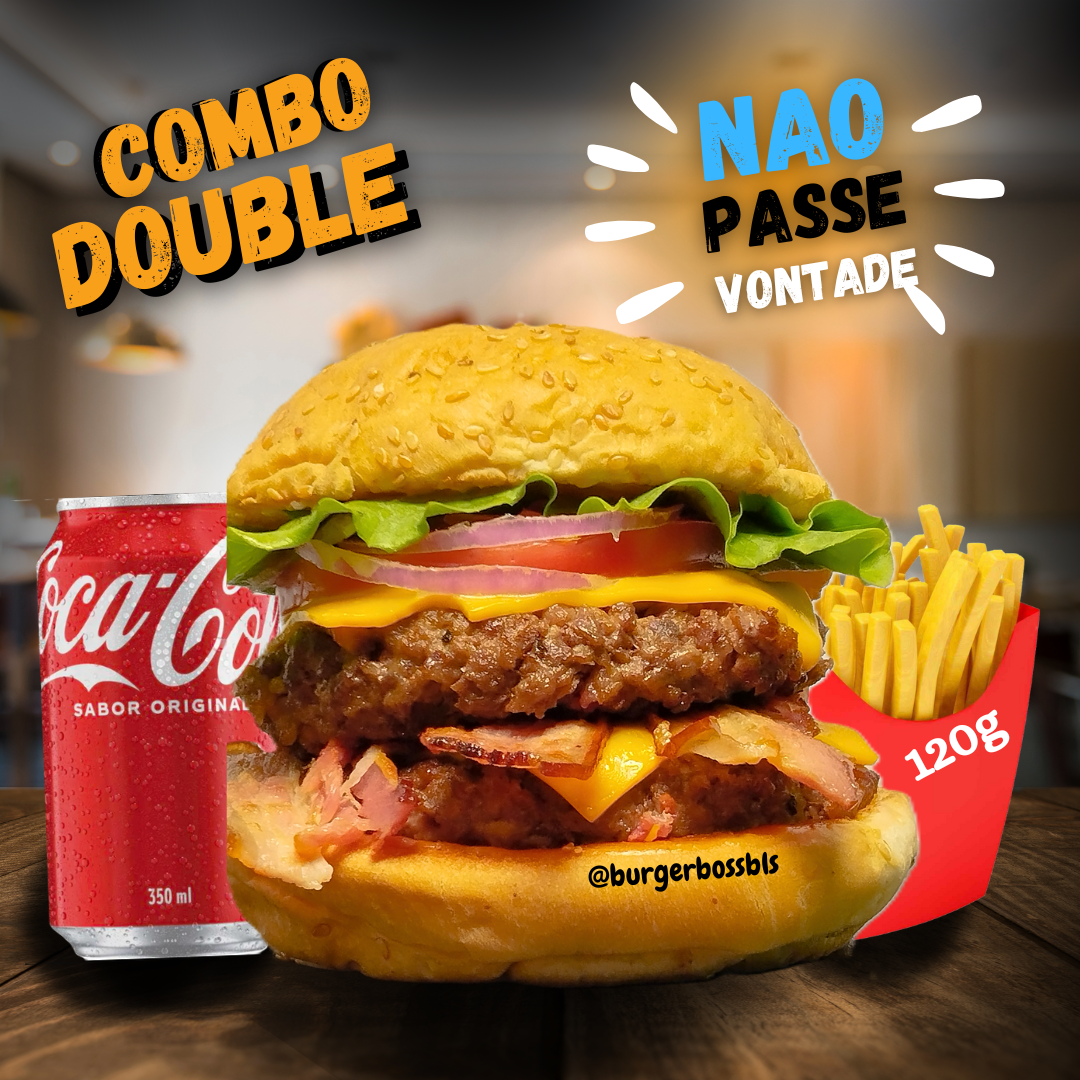 COMBO
DOUBLE
NAO
PASSE
VONTADE
Coca-Col
SABOR ORIGINAL
350 ml
120g
@burgerbossbls